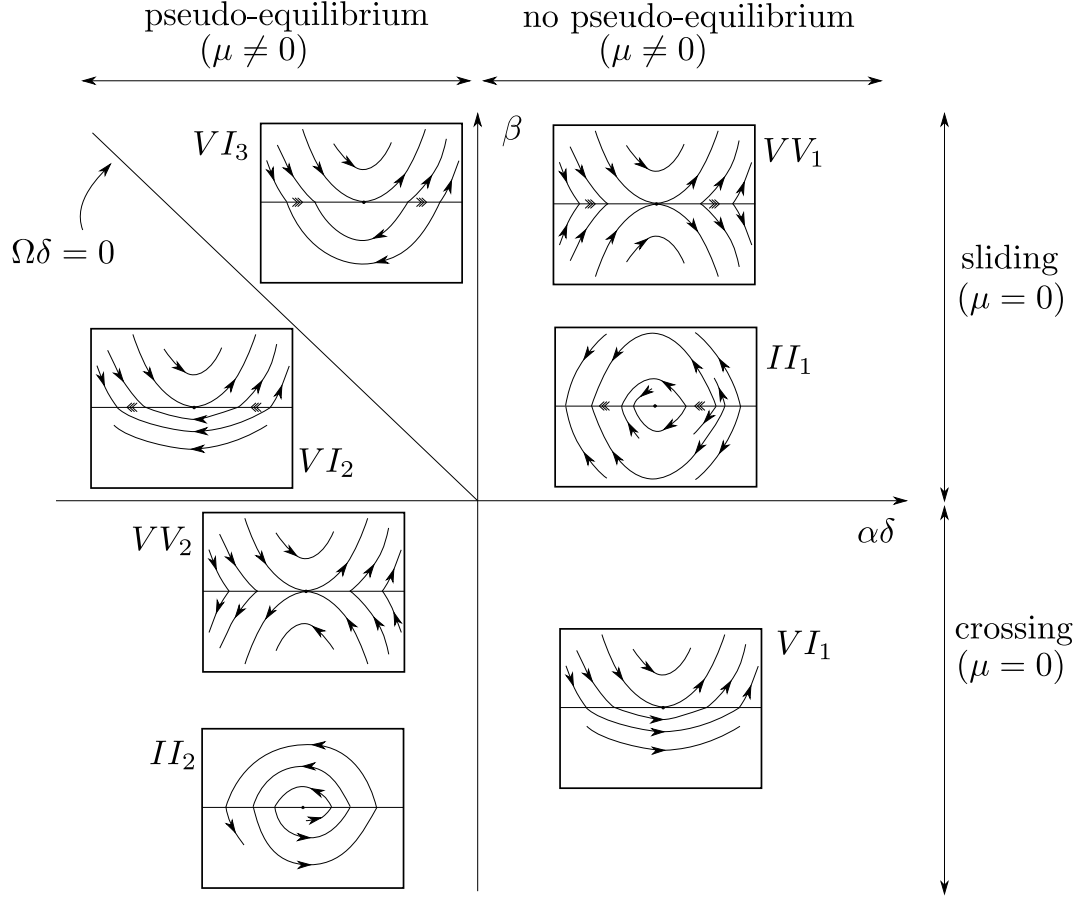 pseudo-equilibrium
(μ ≠ 0)
no pseudo-equilibrium
(μ ≠ 0)
β
VI₃
VV₁
Ωδ = 0
sliding
(μ = 0)
II₁
VI₂
αδ
VV₂
crossing
(μ = 0)
VI₁
II₂